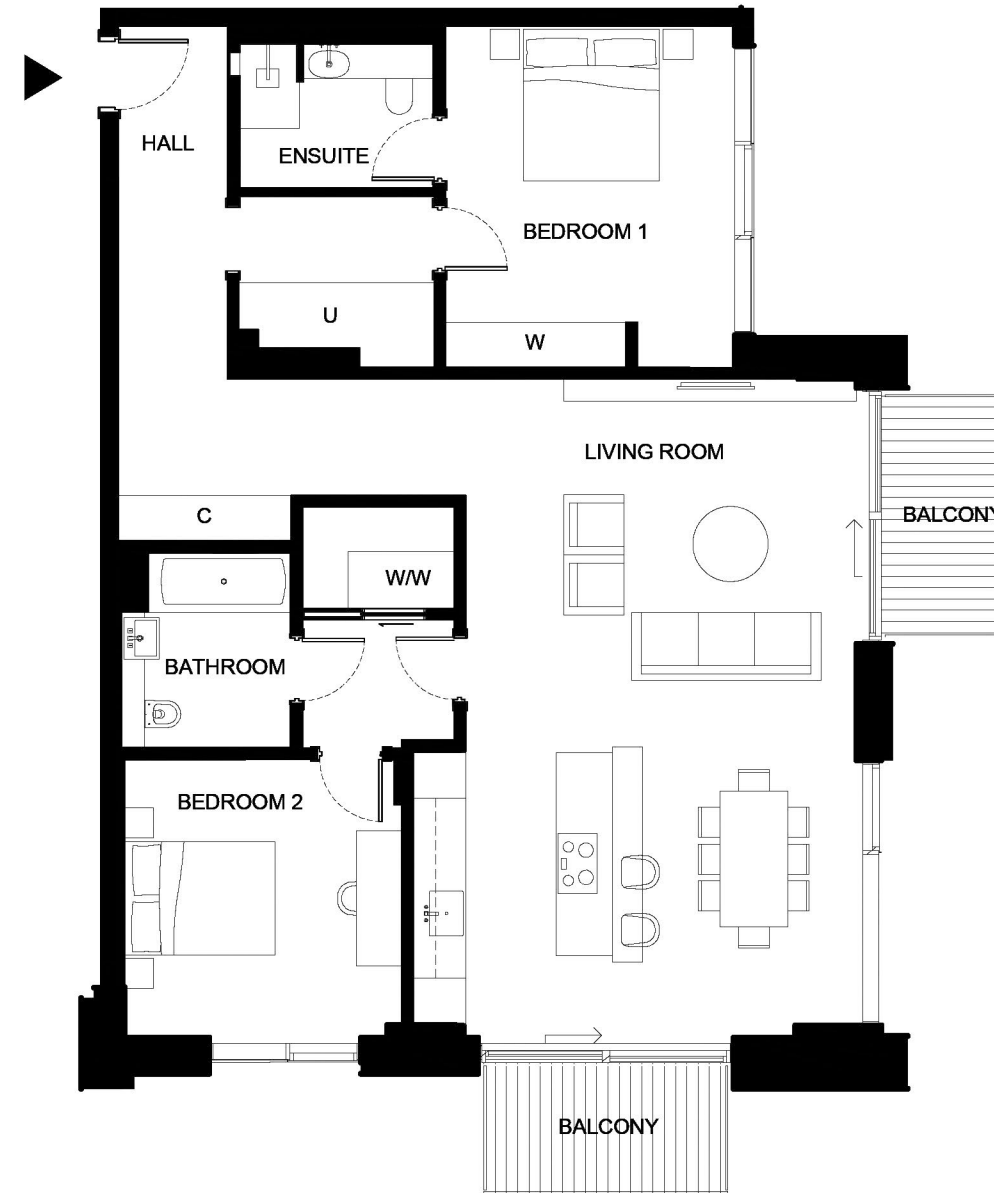 HALL
ENSUITE
BEDROOM 1
U
W
LIVING ROOM
C
BALCONY
W/W
BATHROOM
BEDROOM 2
BALCONY